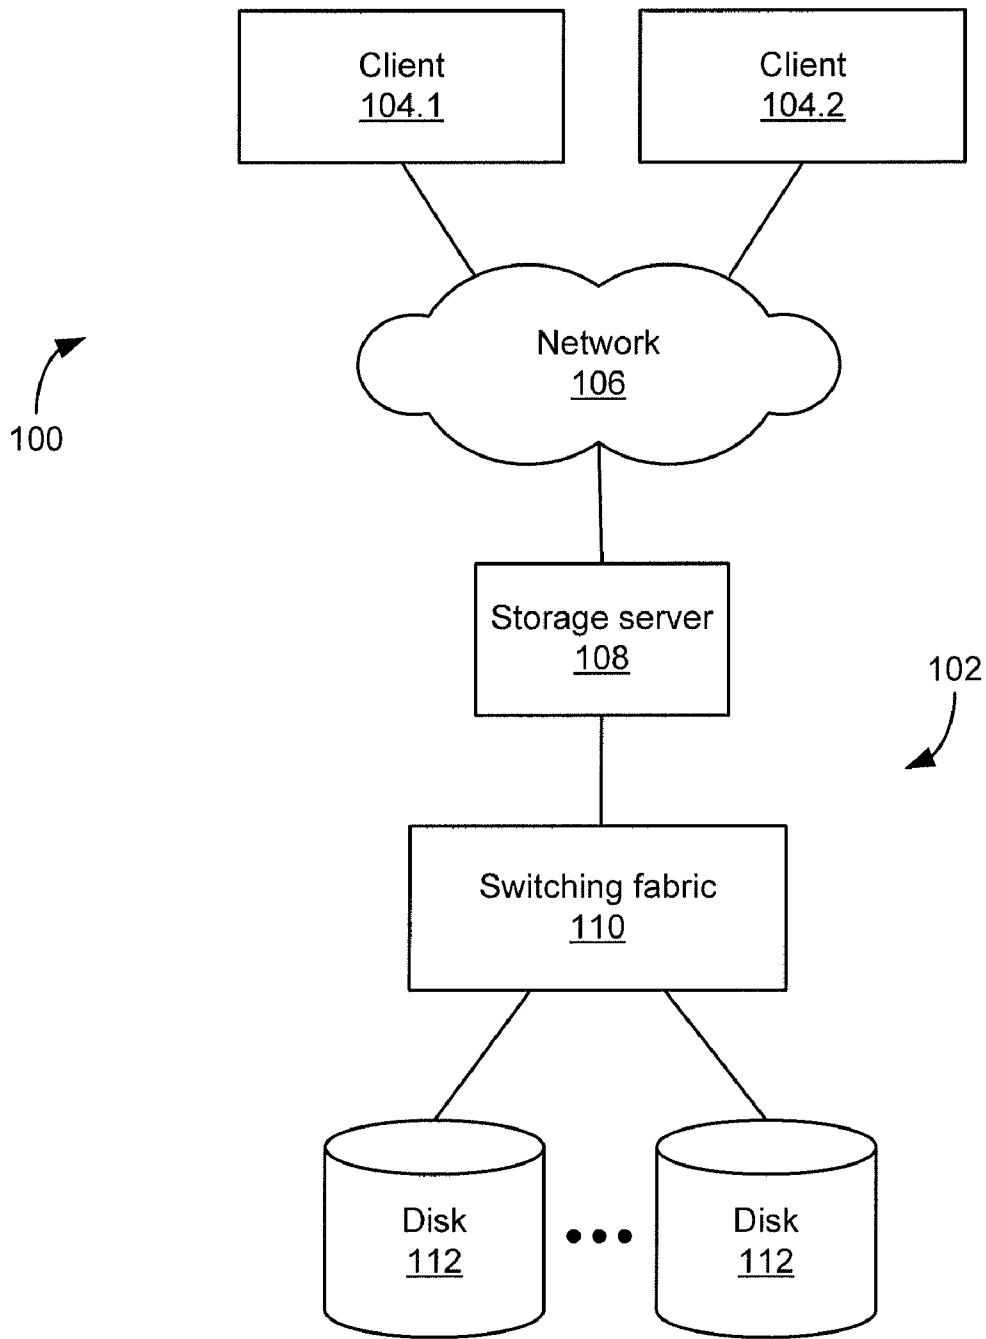 Client
104.1
Client
104.2
Network
106
100
Storage server
108
102
Switching fabric
110
Disk
112
Disk
112